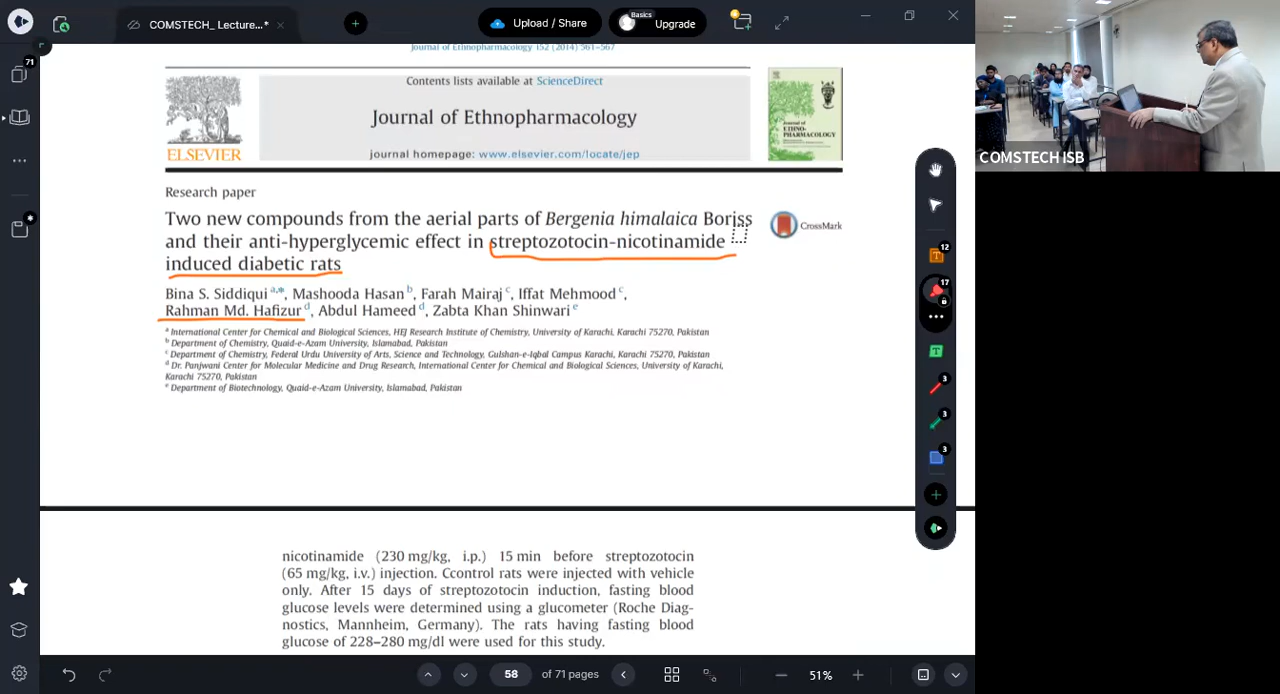 COMSTECH_ Lecture...*
Upload / Share
Basics
Upgrade
71
Journal of Ethnopharmacology 152 (2014) 561–567
Contents lists available at ScienceDirect
Journal of Ethnopharmacology
journal homepage: www.elsevier.com/locate/jep
ELSEVIER
JOURNAL OF
ETHNO-
PHARMACOLOGY
COMSTECH ISB
Research paper
Two new compounds from the aerial parts of Bergenia himalaica Boriss
and their anti-hyperglycemic effect in streptozotocin-nicotinamide
induced diabetic rats
CrossMark
Bina S. Siddiqui a,*, Mashooda Hasan b, Farah Mairaj c, Iffat Mehmood c,
Rahman Md. Hafizur d, Abdul Hameed d, Zabta Khan Shinwari e
a International Center for Chemical and Biological Sciences, HEJ Research Institute of Chemistry, University of Karachi, Karachi 75270, Pakistan
b Department of Chemistry, Quaid-e-Azam University, Islamabad, Pakistan
c Department of Chemistry, Federal Urdu University of Arts, Science and Technology, Gulshan-e-Iqbal Campus Karachi, Karachi 75270, Pakistan
d Dr. Panjwani Center for Molecular Medicine and Drug Research, International Center for Chemical and Biological Sciences, University of Karachi,
Karachi 75270, Pakistan
e Department of Biotechnology, Quaid-e-Azam University, Islamabad, Pakistan
12
17
3
3
3
nicotinamide (230 mg/kg, i.p.) 15 min before streptozotocin
(65 mg/kg, i.v.) injection. Ccontrol rats were injected with vehicle
only. After 15 days of streptozotocin induction, fasting blood
glucose levels were determined using a glucometer (Roche Diag-
nostics, Mannheim, Germany). The rats having fasting blood
glucose of 228–280 mg/dl were used for this study.
58 of 71 pages
51%